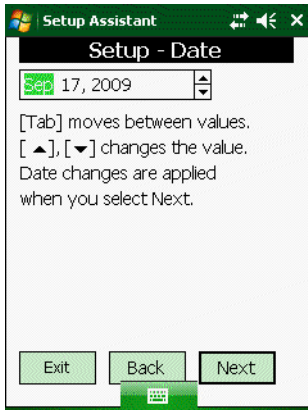 Setup Assistant
Setup - Date
Sep 17, 2009
[Tab] moves between values.
[ ▲], [▼] changes the value.
Date changes are applied
when you select Next.
Exit Back Next